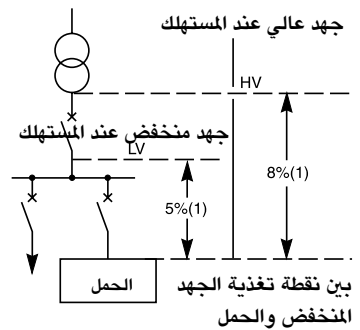 جهد عالي عند المستهلك
HV
جهد منخفض عند المستهلك
LV
8%(1)
5%(1)
الحمل
بين نقطة تغذية الجهد
المنخفض والحمل